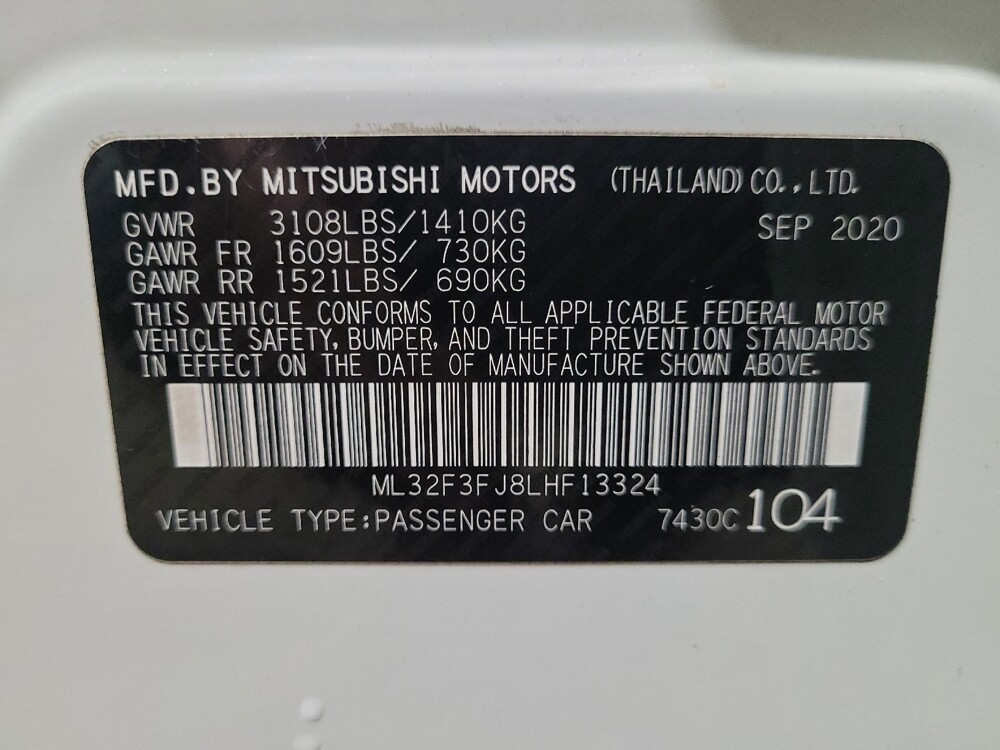 MFD.BY MITSUBISHI MOTORS (THAILAND) CO., LTD.
GVWR 3108LBS/1410KG SEP 2020
GAWR FR 1609LBS/ 730KG
GAWR RR 1521LBS/ 690KG
THIS VEHICLE CONFORMS TO ALL APPLICABLE FEDERAL MOTOR
VEHICLE SAFETY, BUMPER, AND THEFT PREVENTION STANDARDS
IN EFFECT ON THE DATE OF MANUFACTURE SHOWN ABOVE.
ML32F3FJ8LHF13324
VEHICLE TYPE:PASSENGER CAR 7430C 104